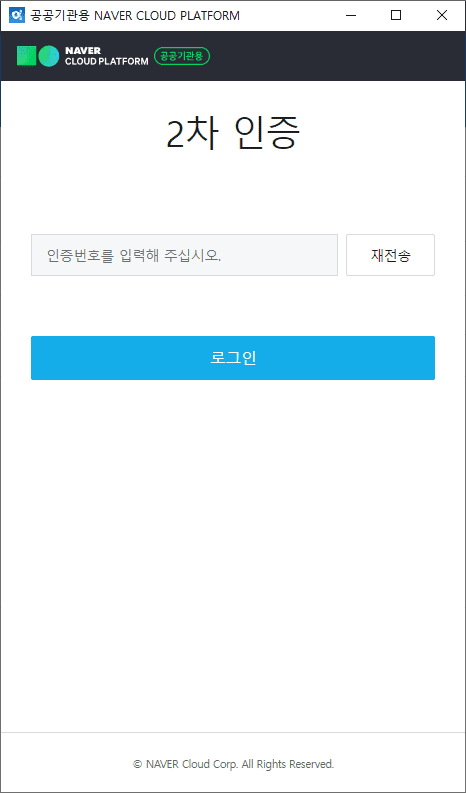 공공기관용 NAVER CLOUD PLATFORM
NAVER
CLOUD PLATFORM 공공기관용
2차 인증
인증번호를 입력해 주십시오. 재전송
로그인
© NAVER Cloud Corp. All Rights Reserved.